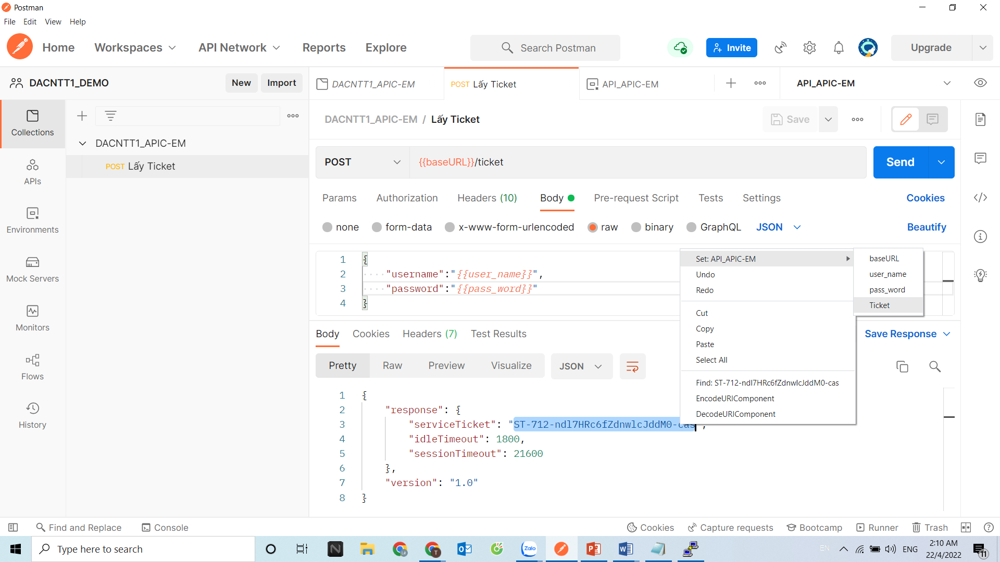 Postman
File Edit View Help
Home Workspaces API Network Reports Explore Search Postman Invite Upgrade
DACNTT1_DEMO New Import DACNTT1_APIC-EM POST Lấy Ticket API_APIC-EM API_APIC-EM
DACNTT1_APIC-EM / Lấy Ticket Save
Collections
DACNTT1_APIC-EM
POST Lấy Ticket
APIs
Environments
Mock Servers
Monitors
Flows
History
POST {{baseURL}}/ticket Send
Params Authorization Headers (10) Body Pre-request Script Tests Settings Cookies
none form-data x-www-form-urlencoded raw binary GraphQL JSON Beautify
1 {
2 "username":"{{user_name}}",
3 "password":"{{pass_word}}"
4 }
Set: API_APIC-EM
Undo
Redo
Cut
Copy
Paste
Select All
Find: ST-712-ndl7HRc6fZdnwlcJddM0-cas
EncodeURIComponent
DecodeURIComponent
baseURL
user_name
pass_word
Ticket
Body Cookies Headers (7) Test Results Save Response
Pretty Raw Preview Visualize JSON
1 {
2 "response": {
3 "serviceTicket": "ST-712-ndl7HRc6fZdnwlcJddM0-cas",
4 "idleTimeout": 1800,
5 "sessionTimeout": 21600
6 },
7 "version": "1.0"
8 }
Find and Replace Console Cookies Capture requests Bootcamp Runner Trash
Type here to search
Zalo
EN ENG
2:10 AM
22/4/2022
11